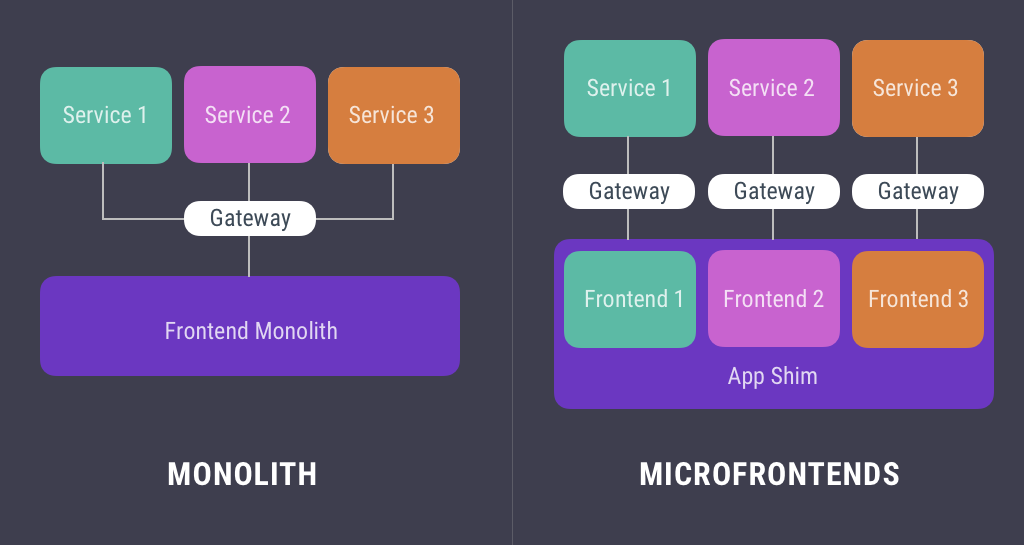 Service 1
Service 2
Service 3
Gateway
Frontend Monolith
MONOLITH
Service 1
Service 2
Service 3
Gateway
Gateway
Gateway
Frontend 1
Frontend 2
Frontend 3
App Shim
MICROFRONTENDS